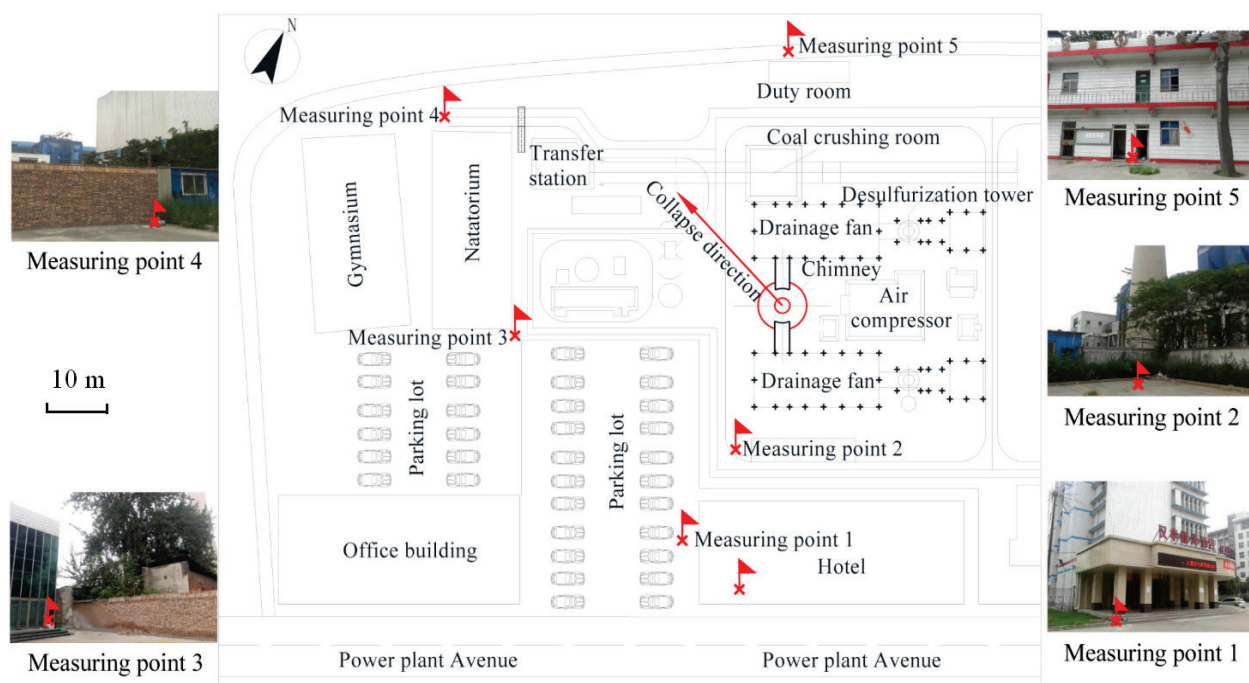 N
Measuring point 5
Duty room
Measuring point 4
Coal crushing room
Transfer
station
Desulfurization tower
Collapse direction
Drainage fan
Gymnasium
Natatorium
Chimney
Air
compressor
Measuring point 3
Drainage fan
Parking lot
Parking lot
Measuring point 2
Office building
Measuring point 1
Hotel
Power plant Avenue
Power plant Avenue
Measuring point 4
10 m
Measuring point 3
Measuring point 5
Measuring point 2
Measuring point 1